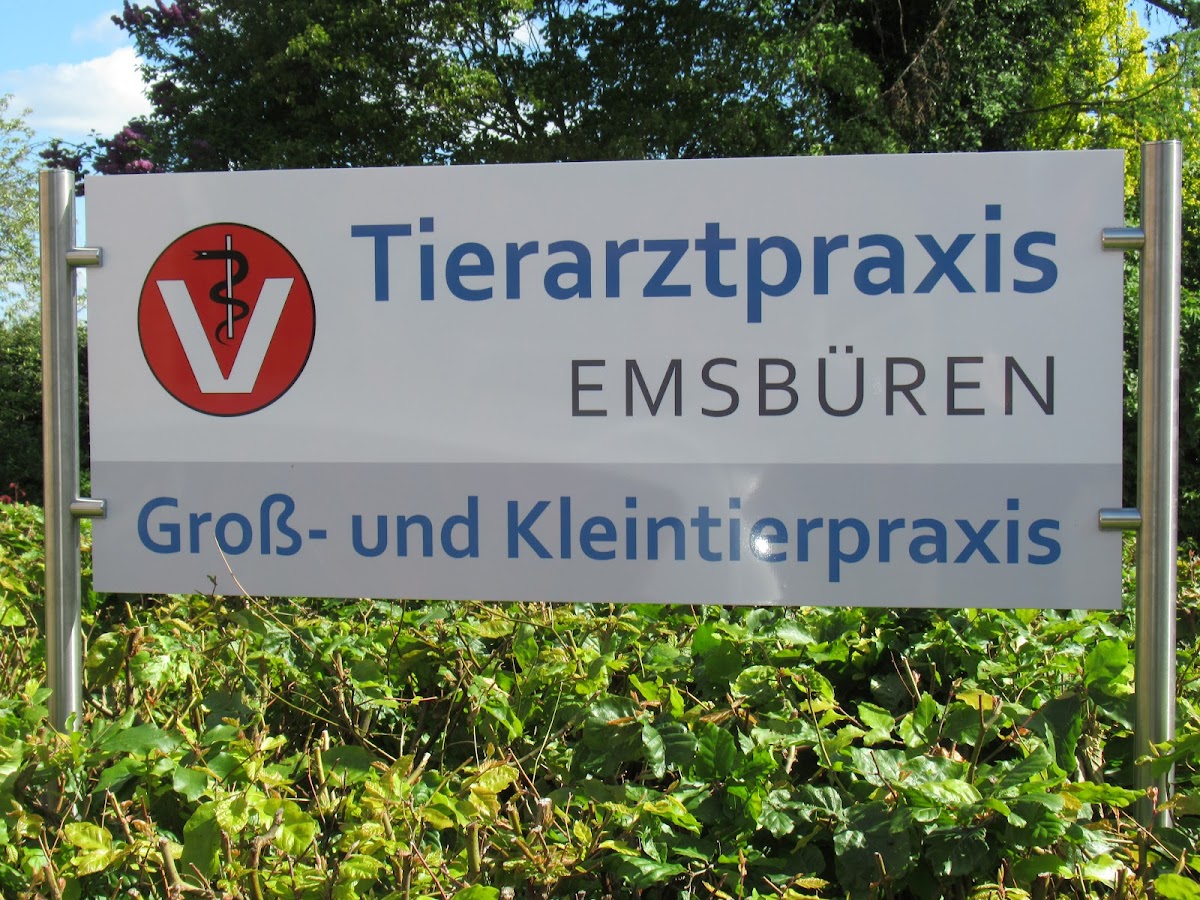 V
Tierarztpraxis
EMSBÜREN
Groß- und Kleintierpraxis